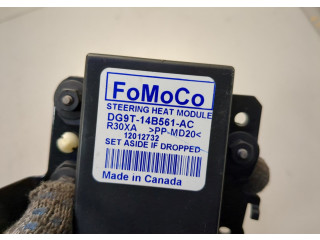 FoMoCo
STEERING HEAT MODULE
DG9T-14B561-AC
R30XA >PP-MD20<
12012732
SET ASIDE IF DROPPED
Made in Canada